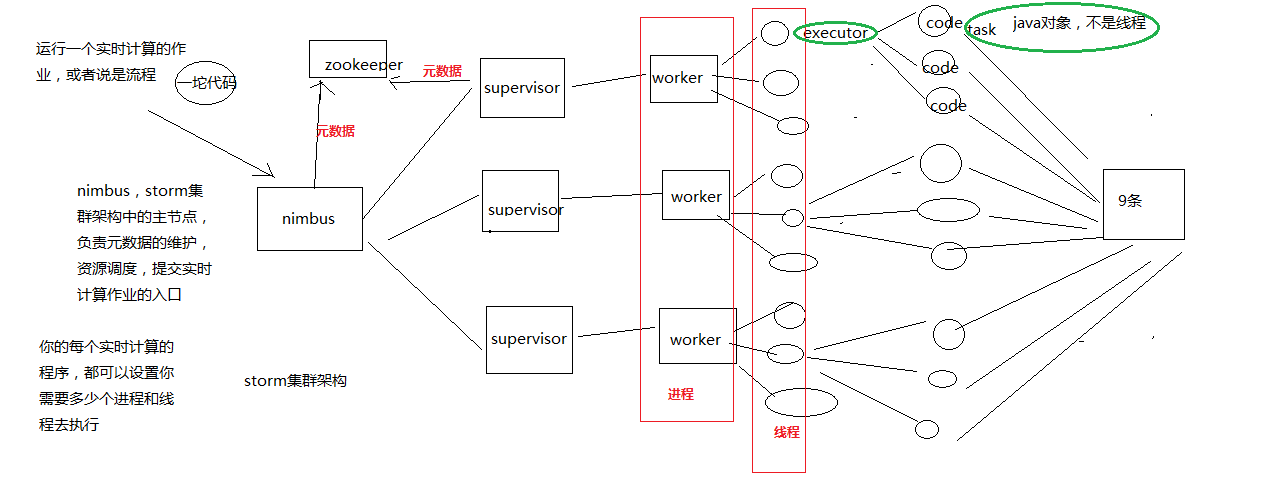 运行一个实时计算的作
业，或者说是流程
一坨代码
zookeeper
元数据
元数据
supervisor
worker
executor
code
task
java对象，不是线程
code
code
nimbus，storm集
群架构中的主节点，
负责元数据的维护，
资源调度，提交实时
计算作业的入口
nimbus
supervisor
worker
9条
supervisor
worker
你的每个实时计算的
程序，都可以设置你
需要多少个进程和线
程去执行
storm集群架构
进程
线程